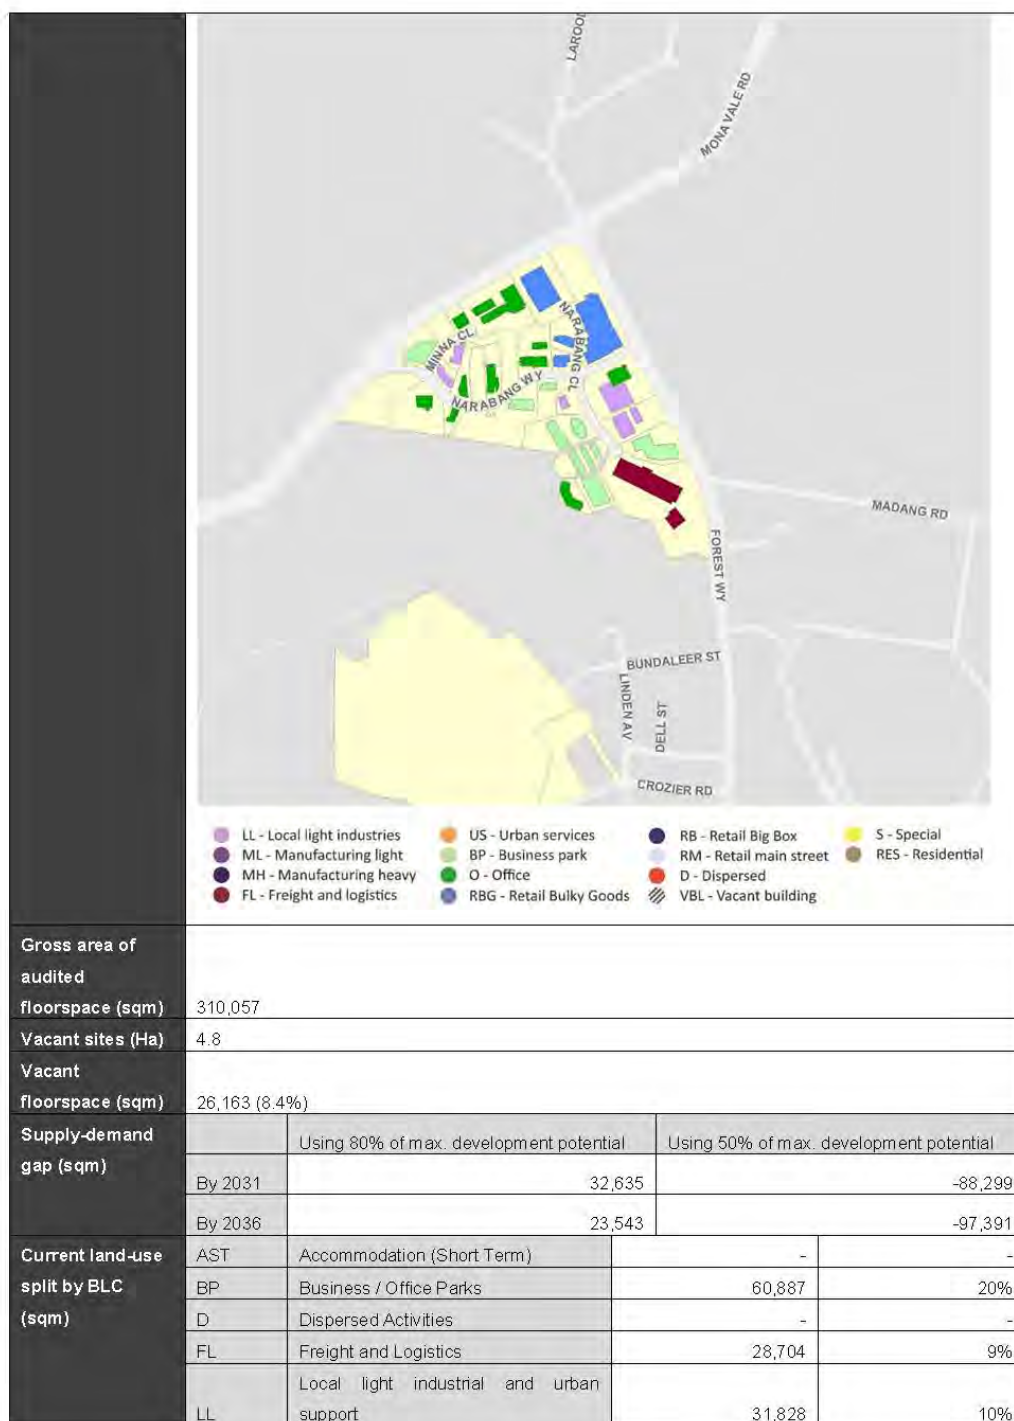 LAROO
MONA VALE RD
MINNA CL
NARABANG CL
NARABANG WY
MADANG RD
FOREST WY
BUNDALEER ST
LINDEN AV
DELL ST
CROZIER RD
LL - Local light industries
US - Urban services
RB - Retail Big Box
S - Special
ML - Manufacturing light
BP - Business park
RM - Retail main street
RES - Residential
MH - Manufacturing heavy
O - Office
D - Dispersed
FL - Freight and logistics
RBG - Retail Bulky Goods
VBL - Vacant building
Gross area of
audited
floorspace (sqm) 310,057
Vacant sites (Ha) 4.8
Vacant
floorspace (sqm) 26,163 (8.4%)
Supply-demand
gap (sqm)
Using 80% of max. development potential Using 50% of max. development potential
By 2031 32,635 -88,299
By 2036 23,543 -97,391
Current land-use
split by BLC
(sqm)
AST Accommodation (Short Term) - -
BP Business / Office Parks 60,887 20%
D Dispersed Activities - -
FL Freight and Logistics 28,704 9%
Local light industrial and urban
LL support 31,828 10%